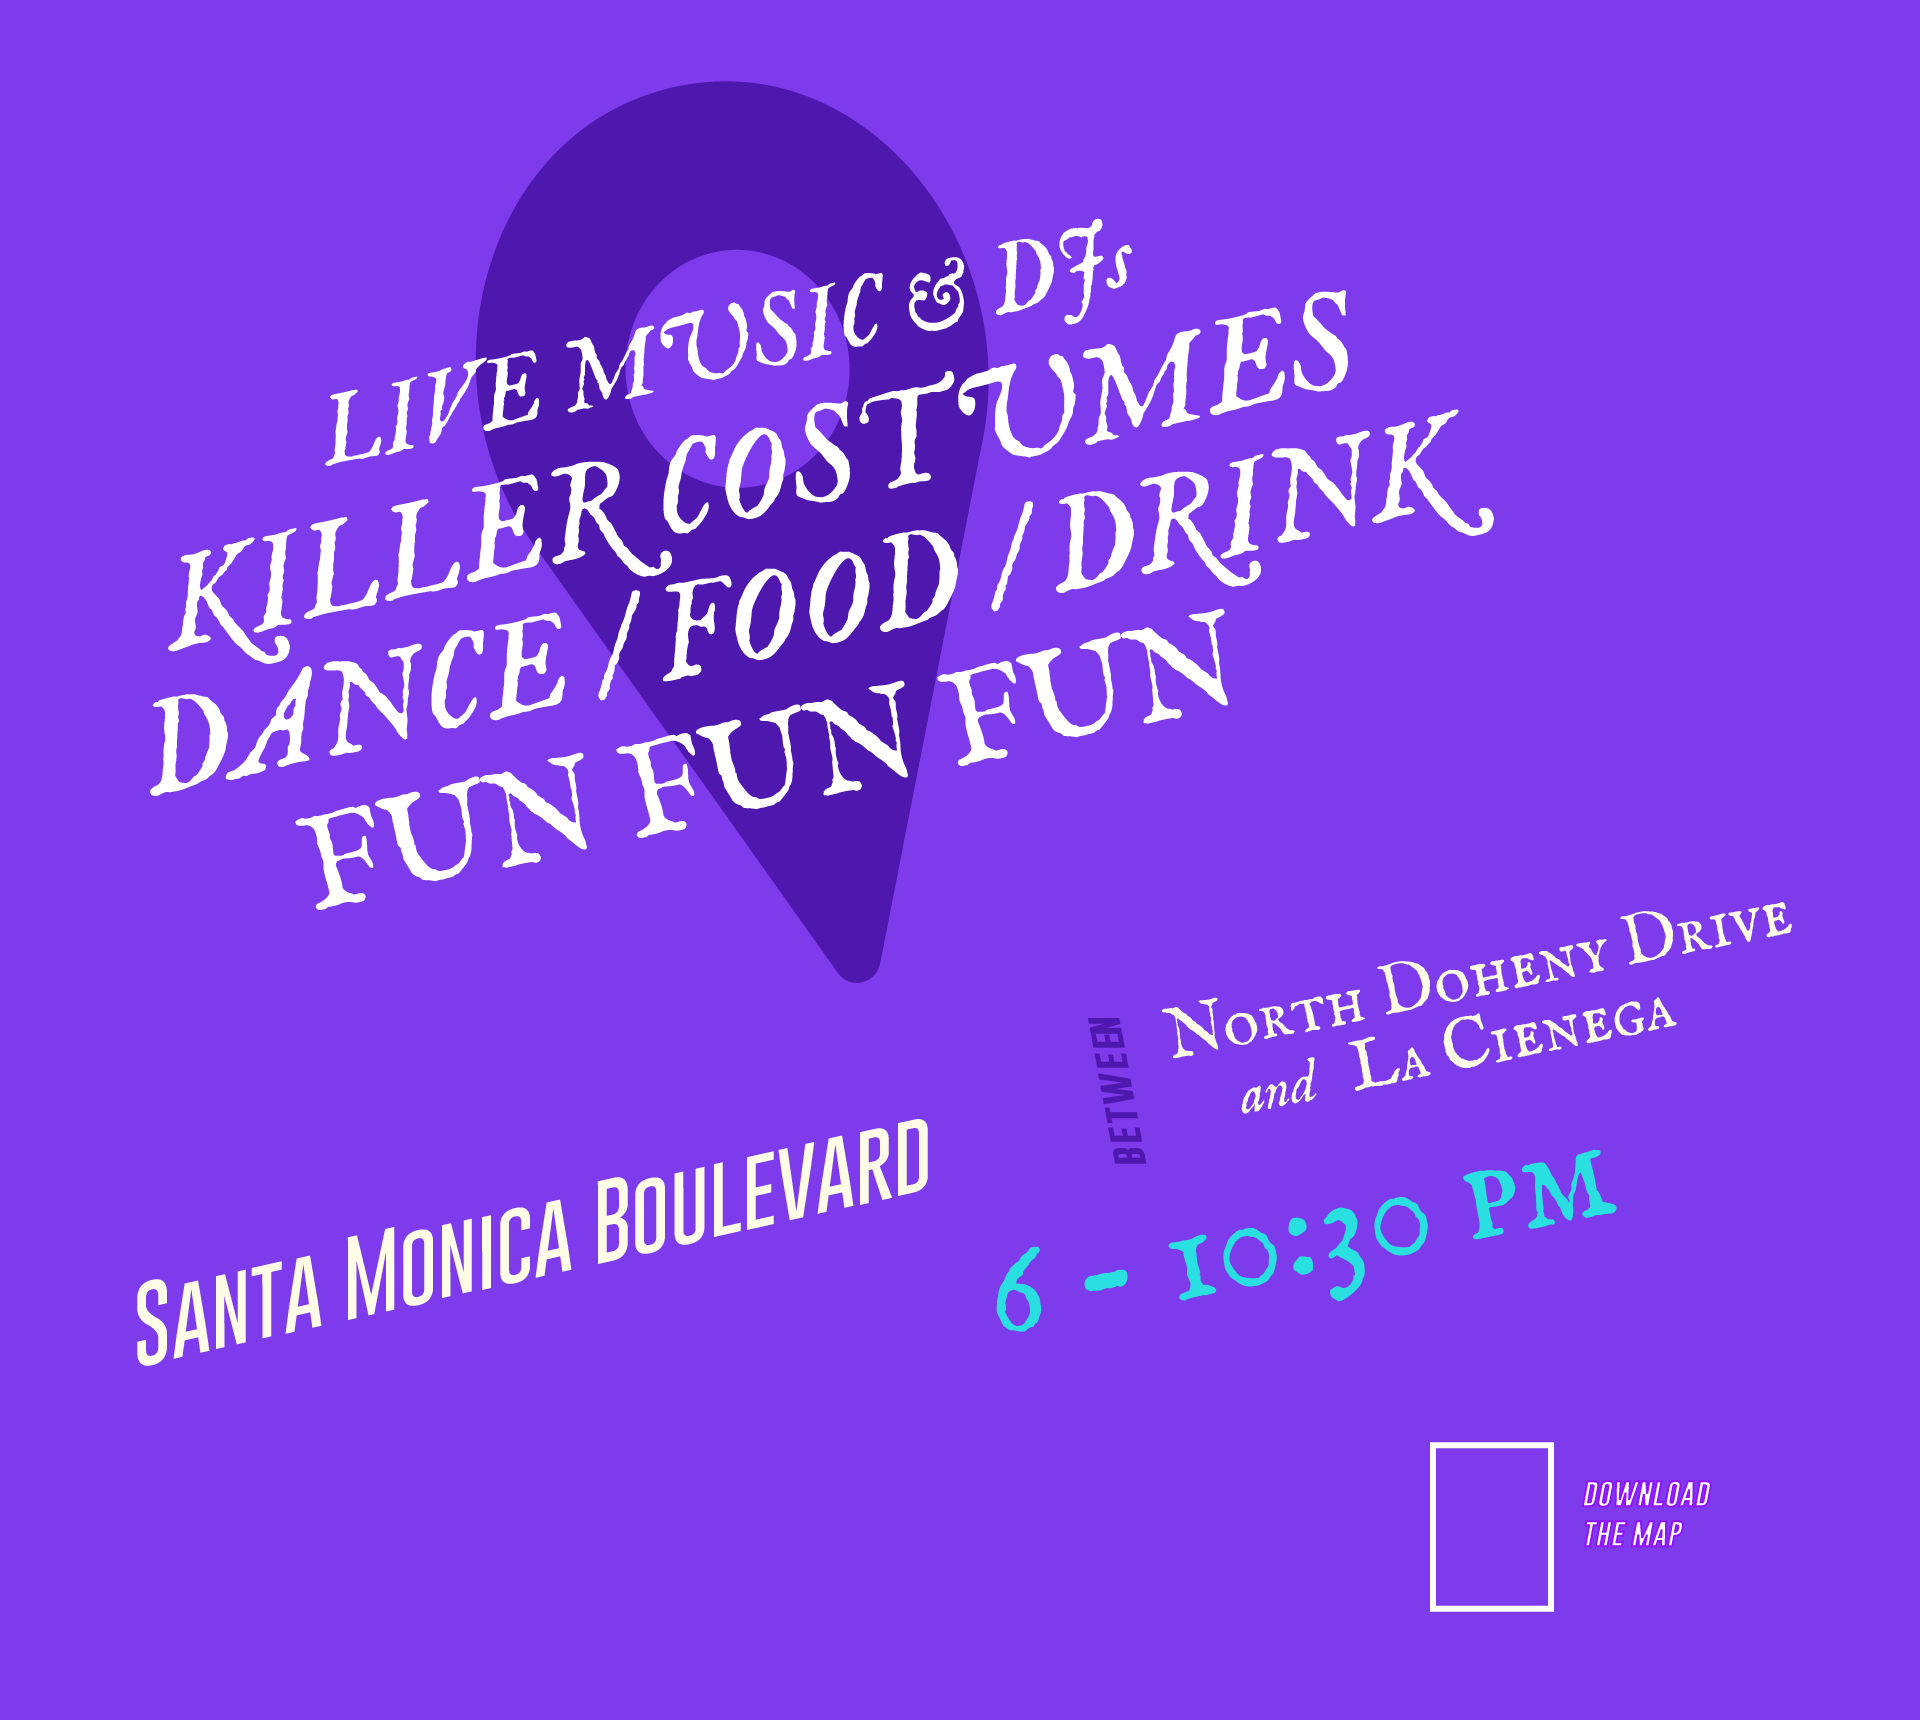 LIVE MUSIC & DJs
KILLER COSTUMES
DANCE / FOOD / DRINK
FUN FUN FUN
SANTA MONICA BOULEVARD
BETWEEN
NORTH DOHENY DRIVE
and LA CIENEGA
6 - 10:30 PM
DOWNLOAD
THE MAP